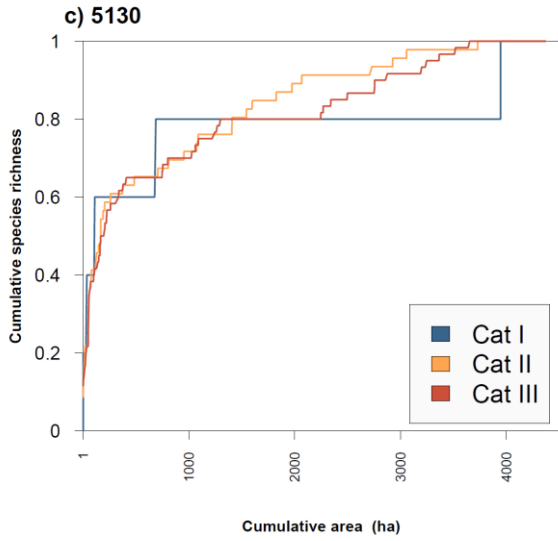 c) 5130
Cumulative species richness
1
0.8
0.6
0.4
0.2
0
1
1000
2000
3000
4000
Cat I
Cat II
Cat III
Cumulative area (ha)